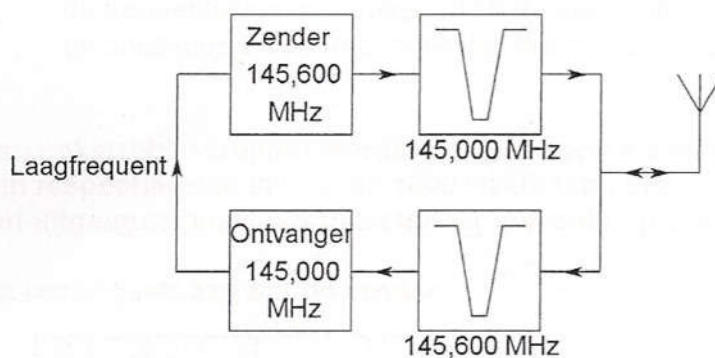 Zender
145,600
MHz
145,000 MHz
Laagfrequent
Ontvanger
145.000
MHz
145,600 MHz